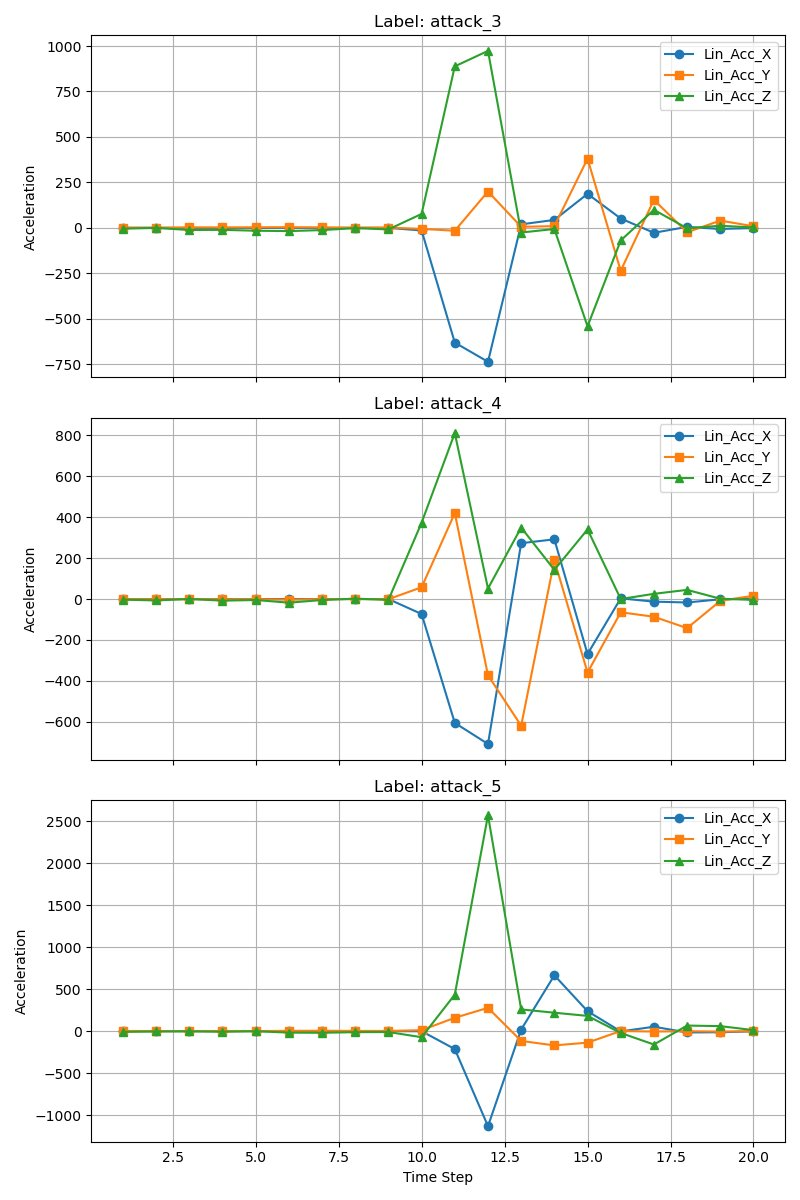 Label: attack_3
1000
750
500
250
0
−250
−500
−750
Acceleration
Lin_Acc_X
Lin_Acc_Y
Lin_Acc_Z
Label: attack_4
800
600
400
200
0
−200
−400
−600
Acceleration
Lin_Acc_X
Lin_Acc_Y
Lin_Acc_Z
Label: attack_5
2500
2000
1500
1000
500
0
−500
−1000
Acceleration
Lin_Acc_X
Lin_Acc_Y
Lin_Acc_Z
2.5 5.0 7.5 10.0 12.5 15.0 17.5 20.0
Time Step